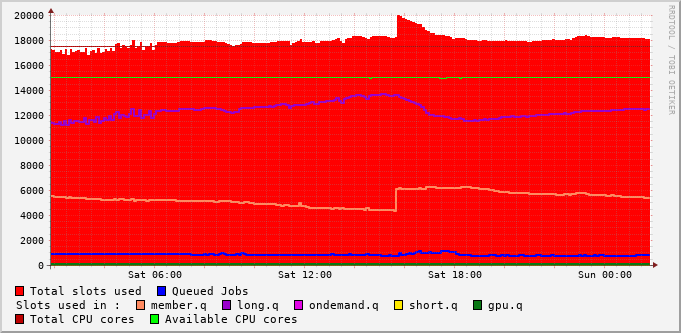 20000
18000
16000
14000
12000
10000
8000
6000
4000
2000
0
Sat 06:00 Sat 12:00 Sat 18:00 Sun 00:00
RRDTOOL / TOBI OETIKER
Total slots used Queued Jobs
Slots used in : member.q long.q ondemand.q short.q gpu.q
Total CPU cores Available CPU cores